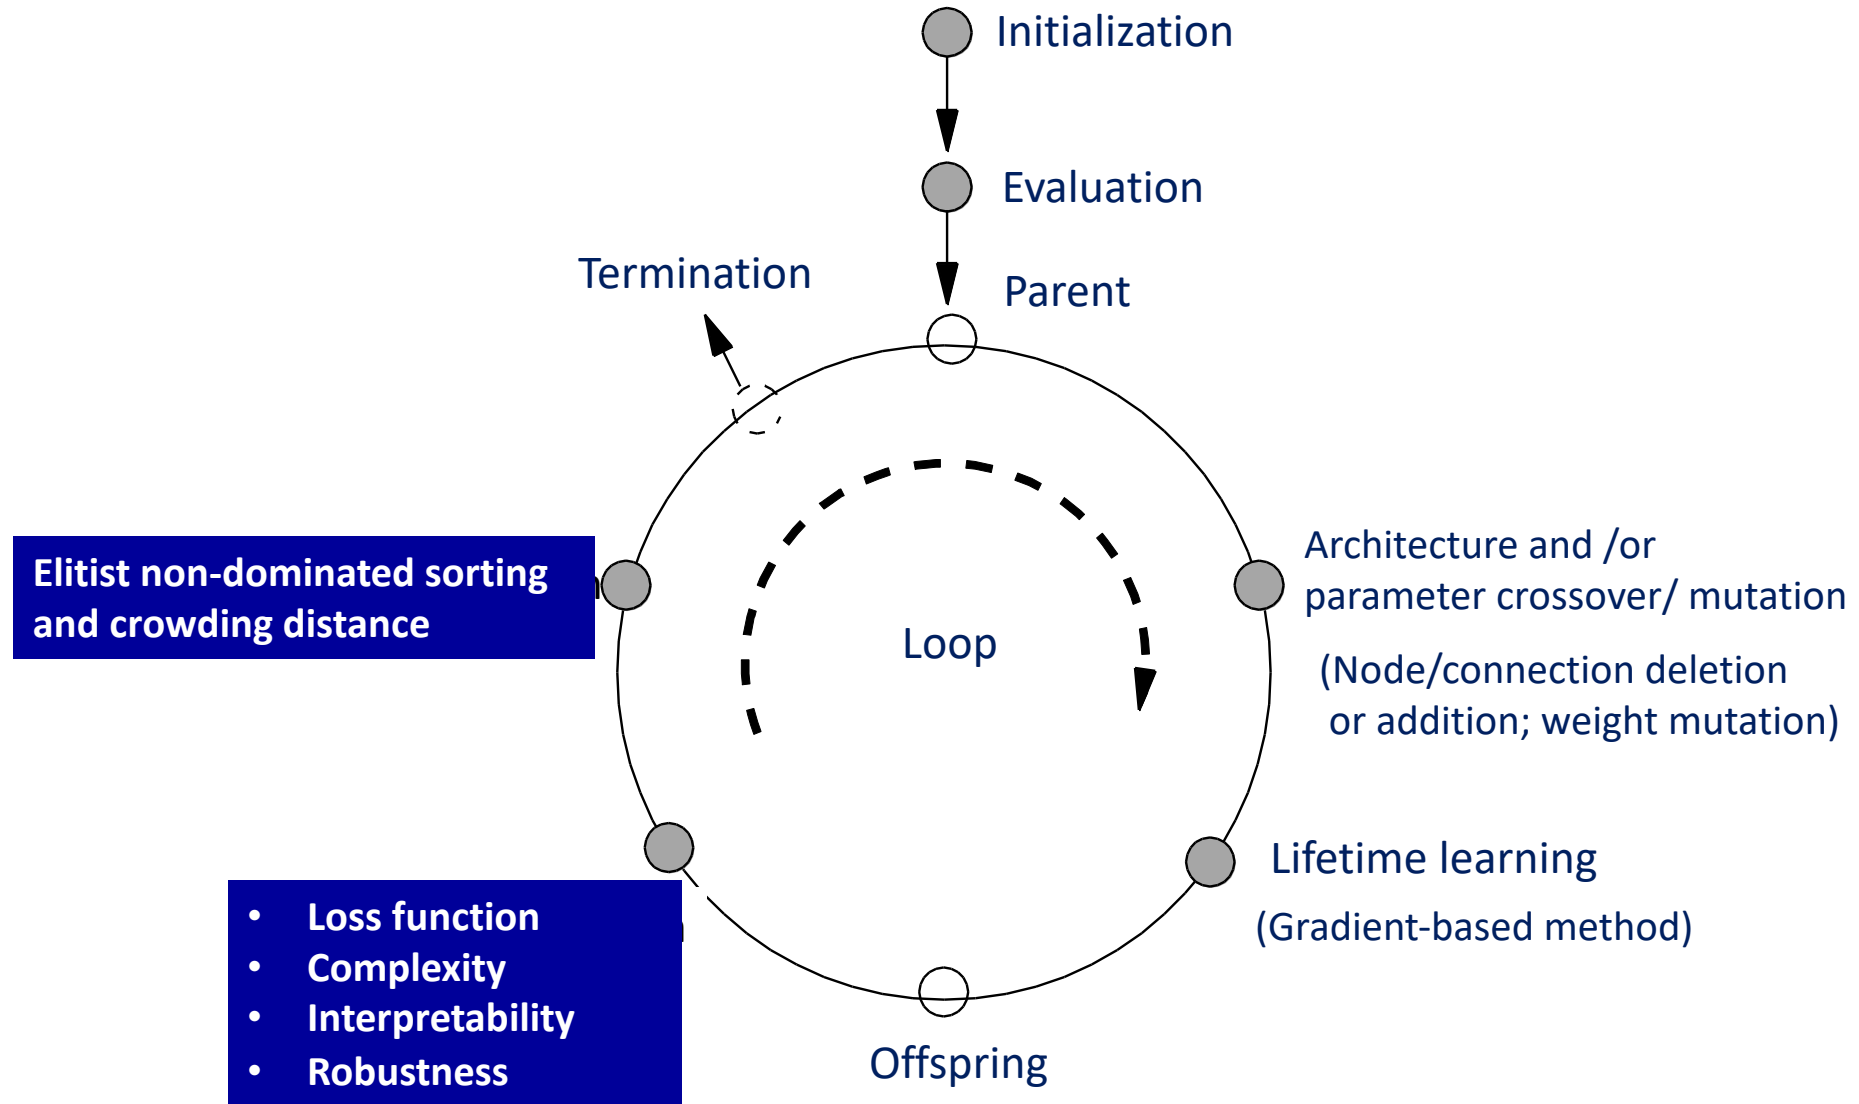 Initialization
Evaluation
Termination
Parent
Elitist non-dominated sorting
and crowding distance
Architecture and /or
parameter crossover/ mutation
(Node/connection deletion
or addition; weight mutation)
Loop
Lifetime learning
(Gradient-based method)
• Loss function
• Complexity
• Interpretability
• Robustness
Offspring